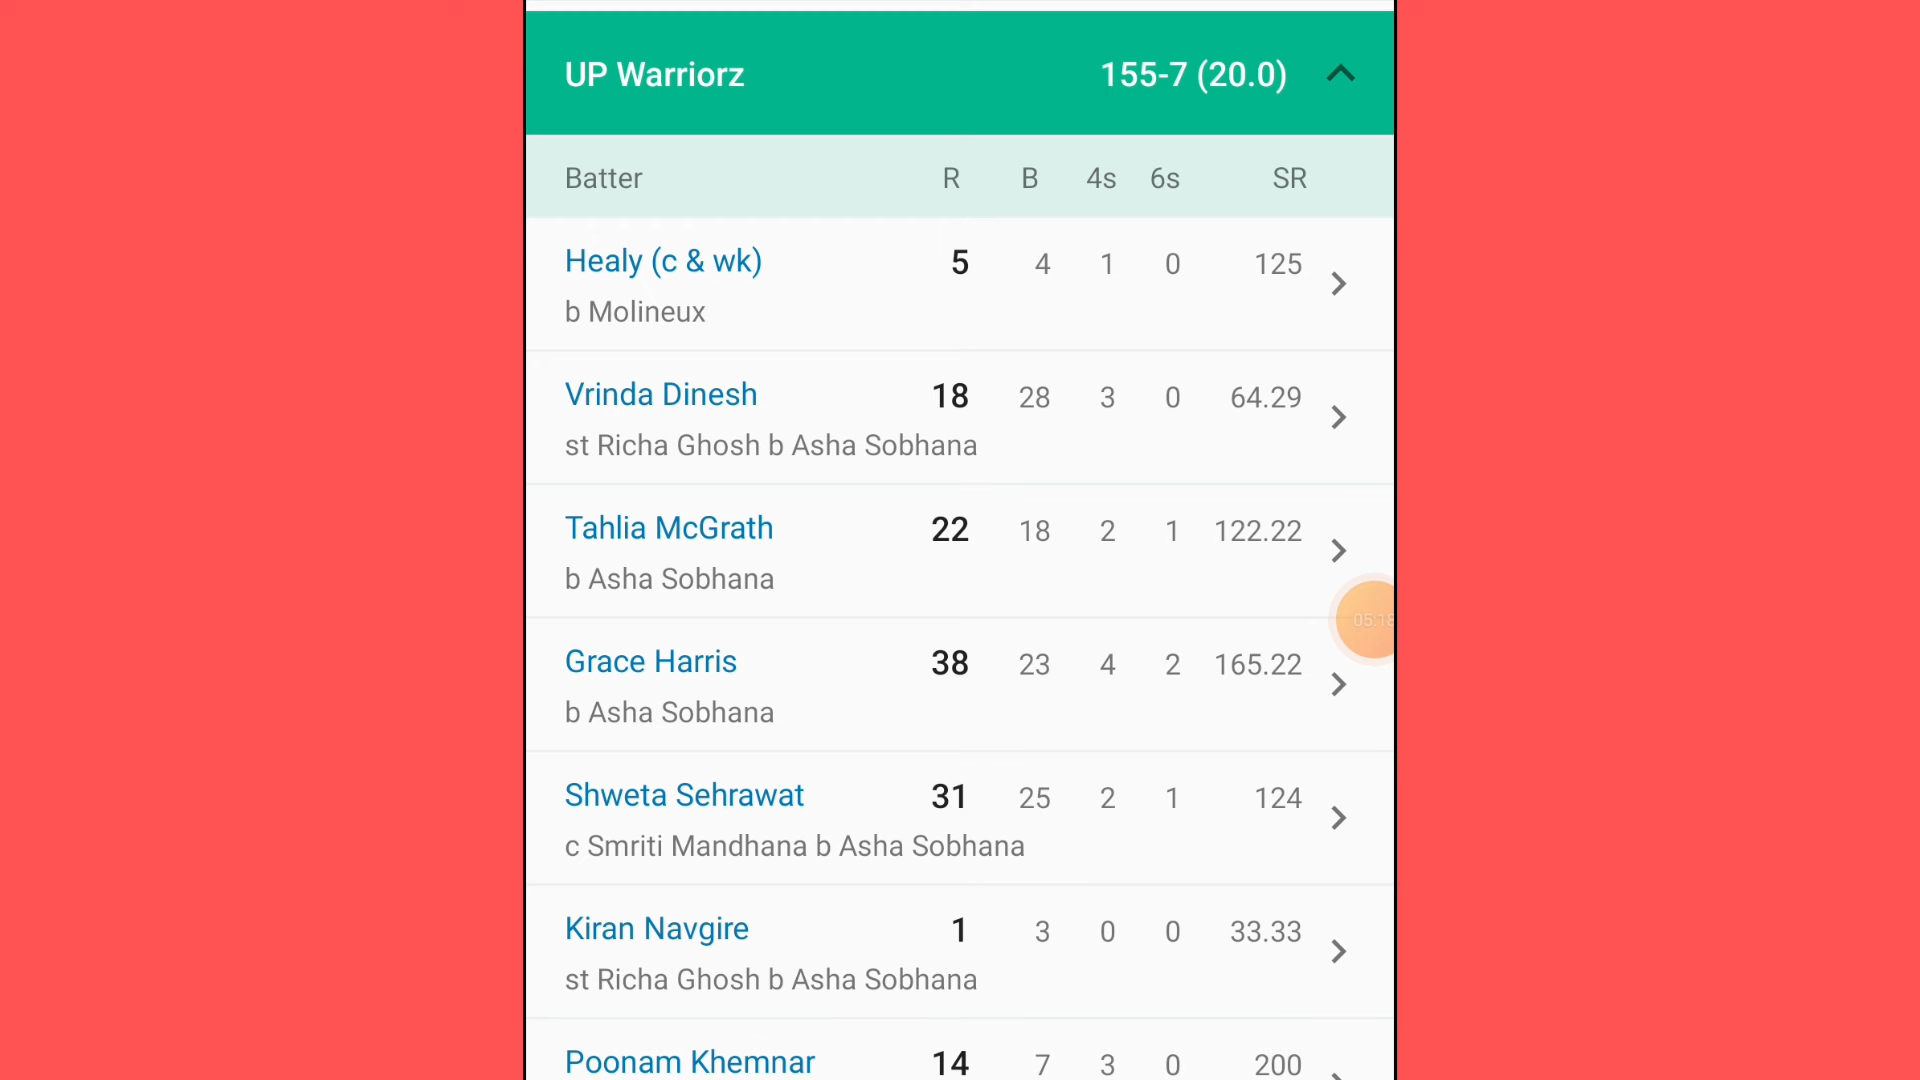 UP Warriorz 155-7 (20.0)
Batter R B 4s 6s SR
Healy (c & wk) 5 4 1 0 125
b Molineux
Vrinda Dinesh 18 28 3 0 64.29
st Richa Ghosh b Asha Sobhana
Tahlia McGrath 22 18 2 1 122.22
b Asha Sobhana
05:18
Grace Harris 38 23 4 2 165.22
b Asha Sobhana
Shweta Sehrawat 31 25 2 1 124
c Smriti Mandhana b Asha Sobhana
Kiran Navgire 1 3 0 0 33.33
st Richa Ghosh b Asha Sobhana
Poonam Khemnar 14 7 3 0 200